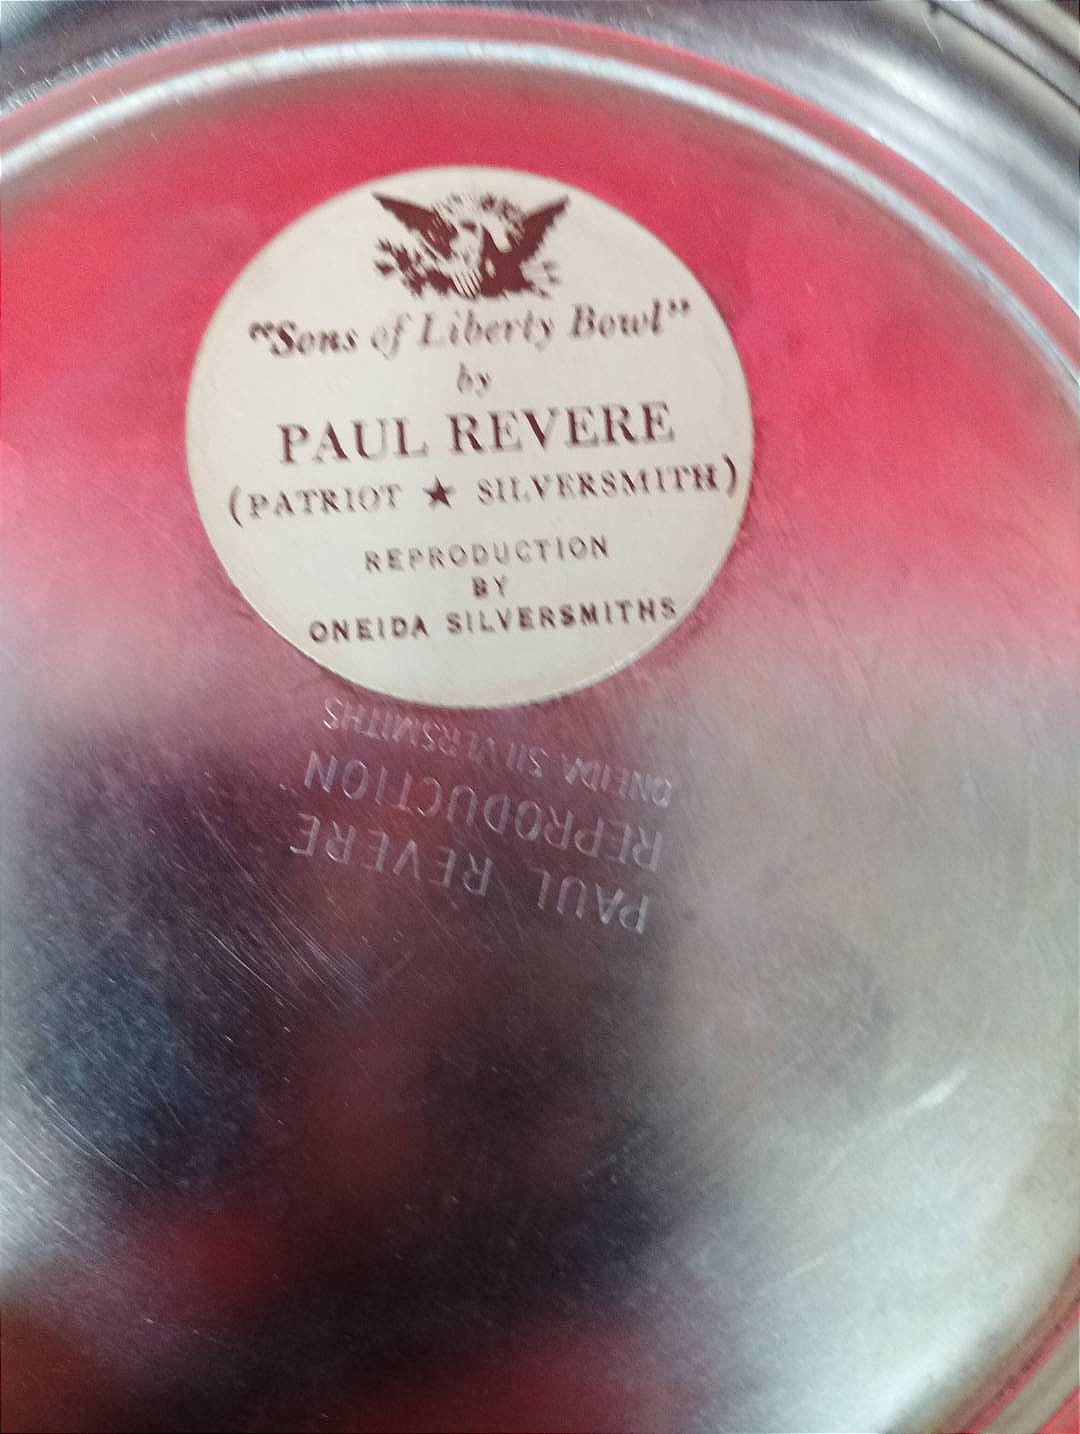 "Sons of Liberty Bowl"
by
PAUL REVERE
(PATRIOT ★ SILVERSMITH)
REPRODUCTION
BY
ONEIDA SILVERSMITHS
PAUL REVERE
REPRODUCTION
ONEIDA SILVERSMITHS